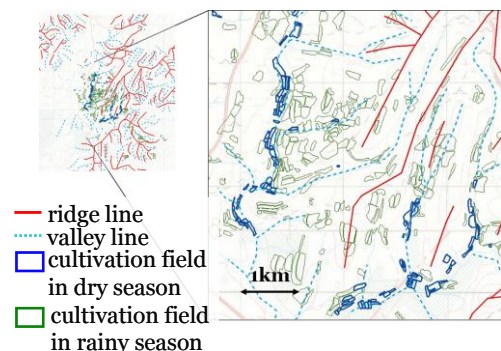 ridge line
valley line
cultivation field
in dry season
cultivation field
in rainy season
1km